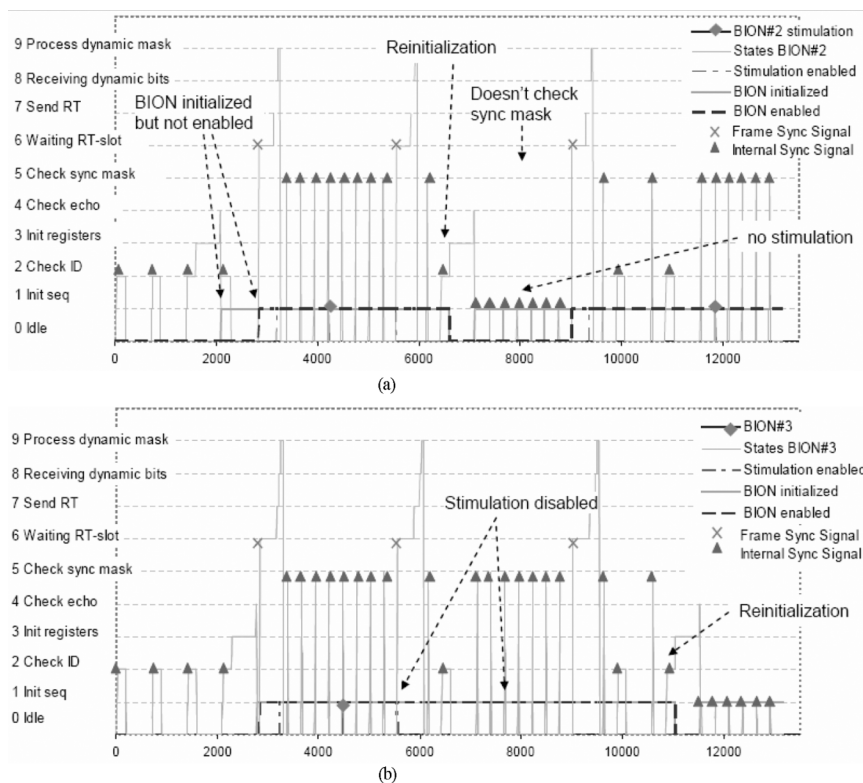 9 Process dynamic mask
8 Receiving dynamic bits
7 Send RT
6 Waiting RT-slot
5 Check sync mask
4 Check echo
3 Init registers
2 Check ID
1 Init seq
0 Idle
BION initialized
but not enabled
Reinitialization
Doesn't check
sync mask
no stimulation
BION#2 stimulation
States BION#2
Stimulation enabled
BION initialized
BION enabled
Frame Sync Signal
Internal Sync Signal
0 2000 4000 6000 8000 10000 12000
(a)
9 Process dynamic mask
8 Receiving dynamic bits
7 Send RT
6 Waiting RT-slot
5 Check sync mask
4 Check echo
3 Init registers
2 Check ID
1 Init seq
0 Idle
Stimulation disabled
Reinitialization
BION#3
States BION#3
Stimulation enabled
BION initialized
BION enabled
Frame Sync Signal
Internal Sync Signal
0 2000 4000 6000 8000 10000 12000
(b)